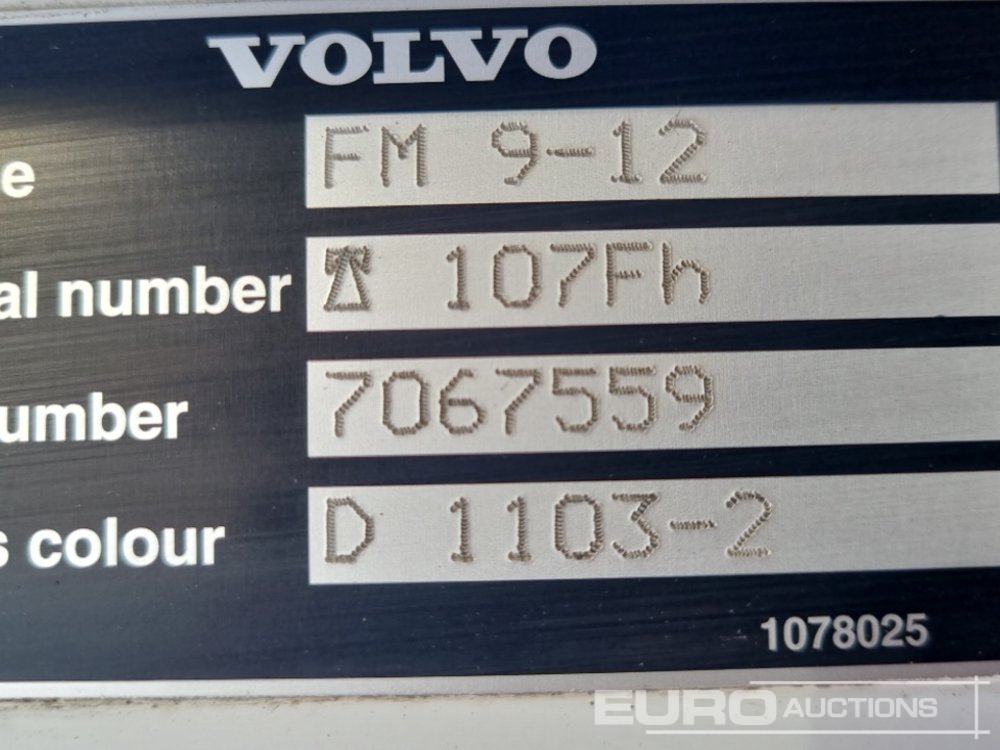 VOLVO
e FM 9-12
al number 107Fh
umber 7067559
s colour D 1103-2
1078025
EURO AUCTIONS